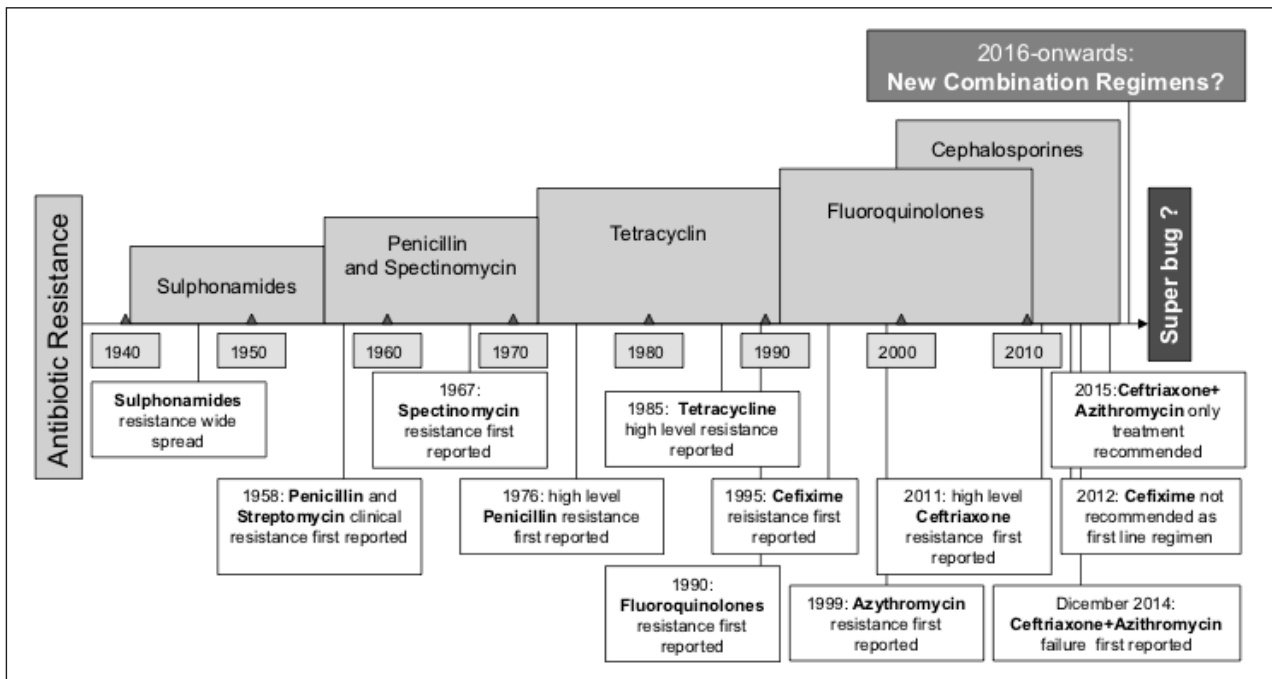 2016-onwards:
New Combination Regimens?
Cephalosporines
Fluoroquinolones
Tetracyclin
Penicillin
and Spectinomycin
Sulphonamides
Antibiotic Resistance
Super bug ?
1940
1950
1960
1970
1980
1990
2000
2010
Sulphonamides
resistance wide
spread
1967:
Spectinomycin
resistance first
reported
1985: Tetracycline
high level resistance
reported
2015:Ceftriaxone+
Azithromycin only
treatment
recommended
1958: Penicillin and
Streptomycin clinical
resistance first reported
1976: high level
Penicillin resistance
first reported
1995: Cefixime
reisistance first
reported
2011: high level
Ceftriaxone
resistance first
reported
2012: Cefixime not
recommended as
first line regimen
1990:
Fluoroquinolones
resistance first
reported
1999: Azythromycin
resistance first
reported
Dicember 2014:
Ceftriaxone+Azithromycin
failure first reported